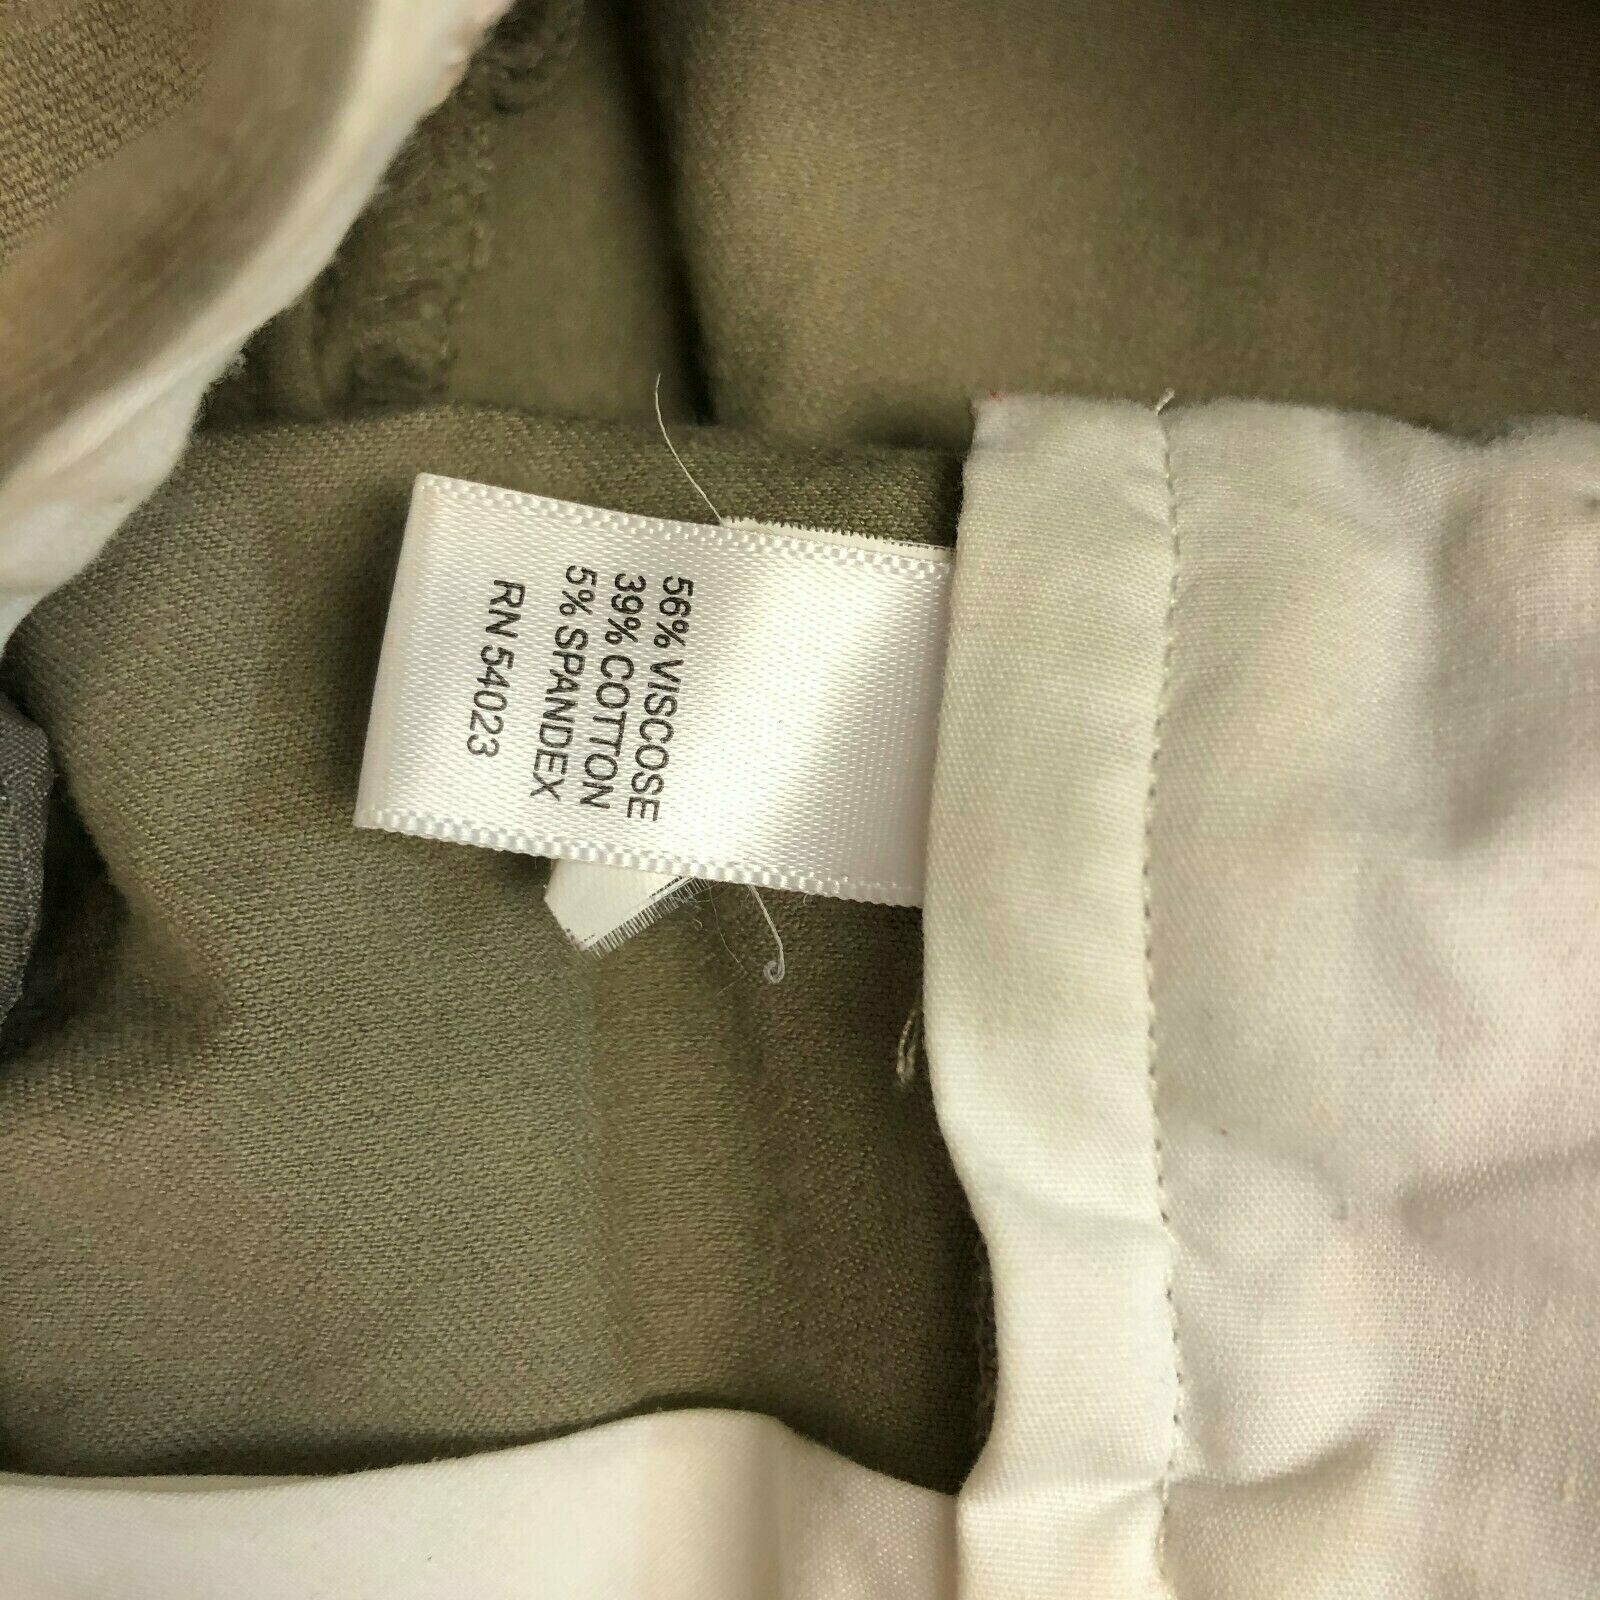 56% VISCOSE
39% COTTON
5% SPANDEX
RN 54023